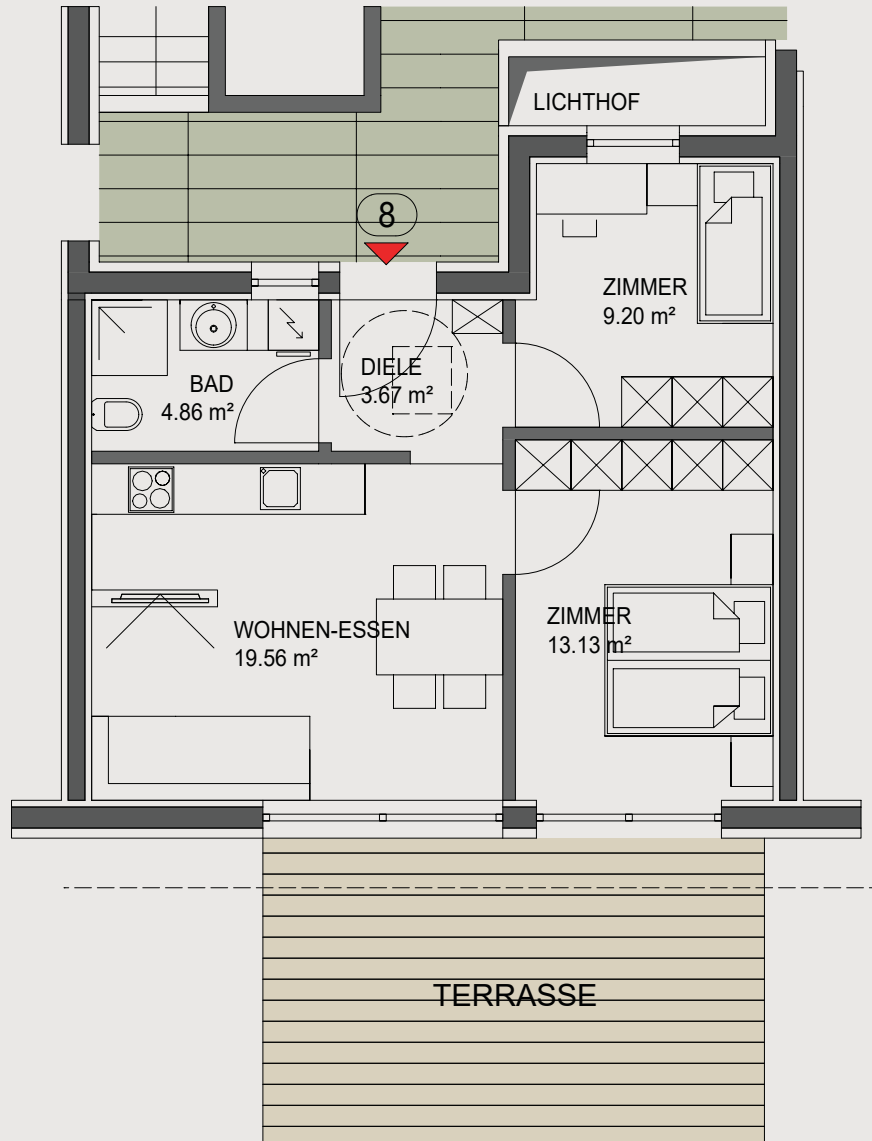 LICHTHOF
8
ZIMMER
9.20 m²
DIELE
3.67 m²
BAD
4.86 m²
WOHNEN-ESSEN
19.56 m²
ZIMMER
13.13 m²
TERRASSE